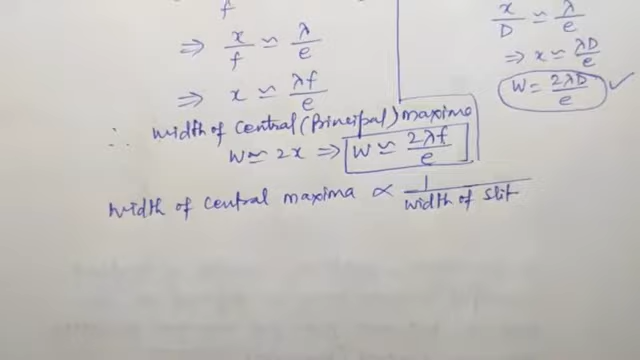 f
⇒ x/f ≃ λ/e
⇒ x ≃ λf/e
∴ width of central (Principal) maxima
W ≃ 2x ⇒ W ≃ 2λf/e
width of central maxima ∝ 1/width of slit
x/D ≃ λ/e
⇒ x ≃ λD/e
W = 2λD/e ✓